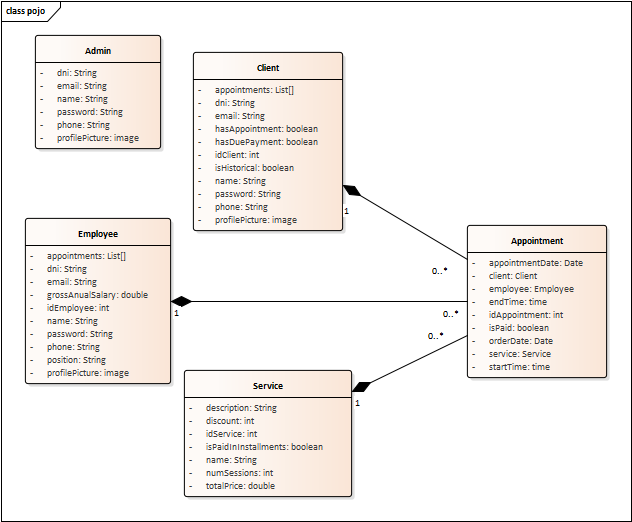 class pojo
Admin
- dni: String
- email: String
- name: String
- password: String
- phone: String
- profilePicture: image
Client
- appointments: List[]
- dni: String
- email: String
- hasAppointment: boolean
- hasDuePayment: boolean
- idClient: int
- isHistorical: boolean
- name: String
- password: String
- phone: String
- profilePicture: image
1
0..*
Employee
- appointments: List[]
- dni: String
- email: String
- grossAnualSalary: double
- idEmployee: int
- name: String
- password: String
- phone: String
- position: String
- profilePicture: image
1
0..*
Appointment
- appointmentDate: Date
- client: Client
- employee: Employee
- endTime: time
- idAppointment: int
- isPaid: boolean
- orderDate: Date
- service: Service
- startTime: time
0..*
1
Service
- description: String
- discount: int
- idService: int
- isPaidInInstallments: boolean
- name: String
- numSessions: int
- totalPrice: double